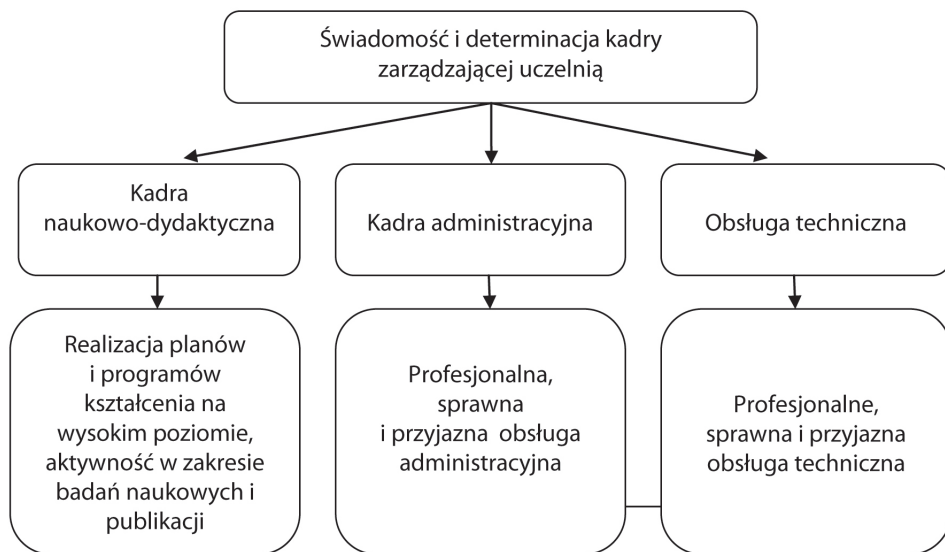 Świadomość i determinacja kadry
zarządzającej uczelnią
Kadra
naukowo-dydaktyczna
Kadra administracyjna
Obsługa techniczna
Realizacja planów
i programów
kształcenia na
wysokim poziomie,
aktywność w zakresie
badań naukowych i
publikacji
Profesjonalna,
sprawna
i przyjazna obsługa
administracyjna
Profesjonalne,
sprawna i przyjazna
obsługa techniczna